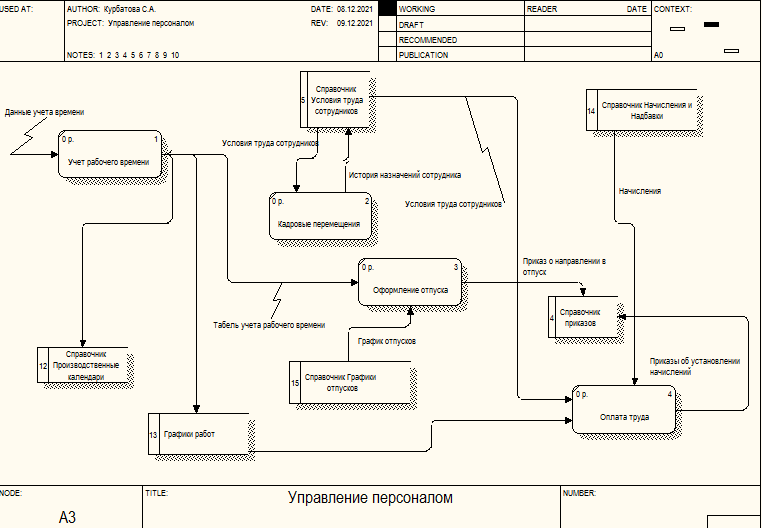 USED AT:
AUTHOR: Курбатова С.А.
DATE: 08.12.2021
WORKING
READER
DATE
CONTEXT:
PROJECT: Управление персоналом
REV: 09.12.2021
DRAFT
RECOMMENDED
NOTES: 1 2 3 4 5 6 7 8 9 10
PUBLICATION
A0
Данные учета времени
0 р.
1
Учет рабочего времени
5
Справочник
Условия труда
сотрудников
14
Справочник Начисления и
Надбавки
Условия труда сотрудников
История назначений сотрудника
Условия труда сотрудников
Начисления
0 р.
2
Кадровые перемещения
0 р.
3
Оформление отпуска
Приказ о направлении в
отпуск
4
Справочник
приказов
Табель учета рабочего времени
График отпусков
12
Справочник
Производственные
календари
15
Справочник Графики
отпусков
Приказы об установлении
начислений
0 р.
4
Оплата труда
13
Графики работ
NODE:
A3
TITLE:
Управление персоналом
NUMBER: